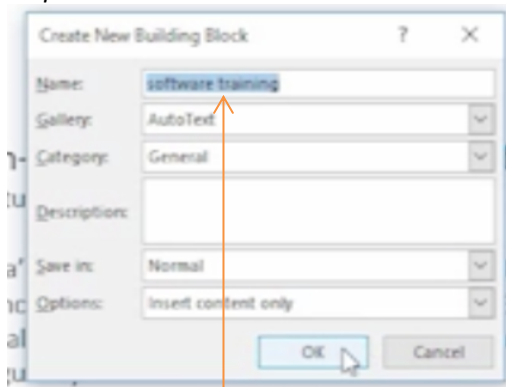 Create New Building Block ?
Name: software training
Gallery: AutoText
Category: General
Description:
Save in: Normal
Options: Insert content only
OK Cancel